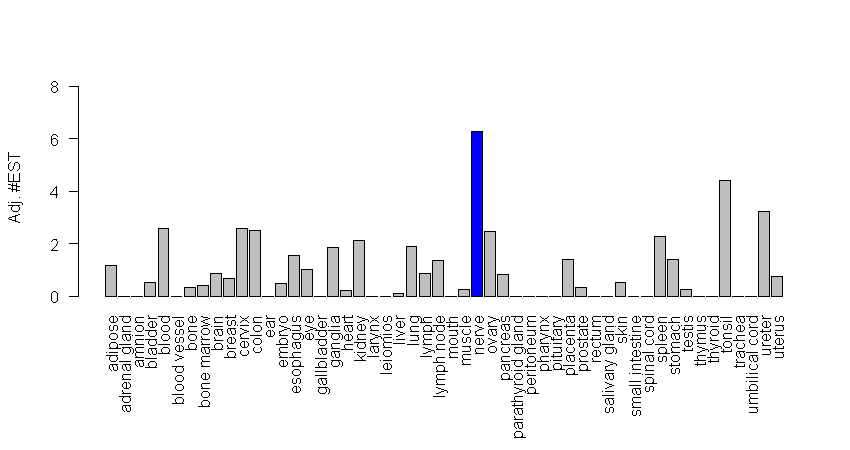 8
6
4
2
0
Adj. #EST
adipose
adrenal gland
amnion
bladder
blood
blood vessel
bone
bone marrow
brain
breast
cervix
colon
ear
embryo
esophagus
eye
gallbladder
ganglia
heart
kidney
larynx
leiomios
liver
lung
lymph
lymph node
mouth
muscle
nerve
ovary
pancreas
parathyroid gland
peritoneum
pharynx
pituitary
placenta
prostate
rectum
salivary gland
skin
small intestine
spinal cord
spleen
stomach
testis
thymus
thyroid
tonsil
trachea
umbilical cord
ureter
uterus